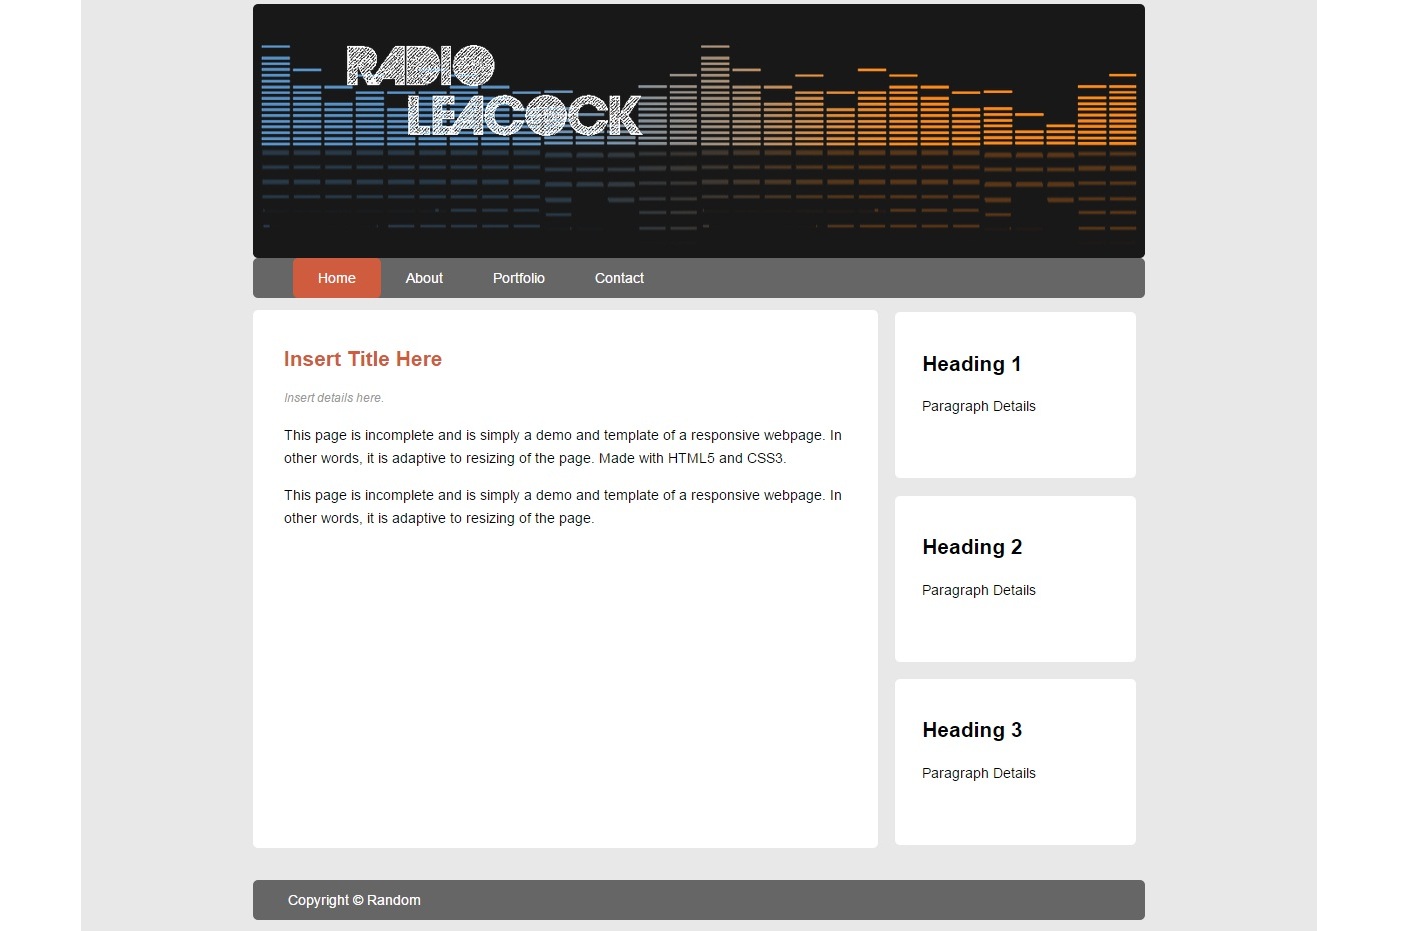 RADIO
LEACOCK
Home About Portfolio Contact
Insert Title Here
Insert details here.
This page is incomplete and is simply a demo and template of a responsive webpage. In
other words, it is adaptive to resizing of the page. Made with HTML5 and CSS3.
This page is incomplete and is simply a demo and template of a responsive webpage. In
other words, it is adaptive to resizing of the page.
Heading 1
Paragraph Details
Heading 2
Paragraph Details
Heading 3
Paragraph Details
Copyright © Random